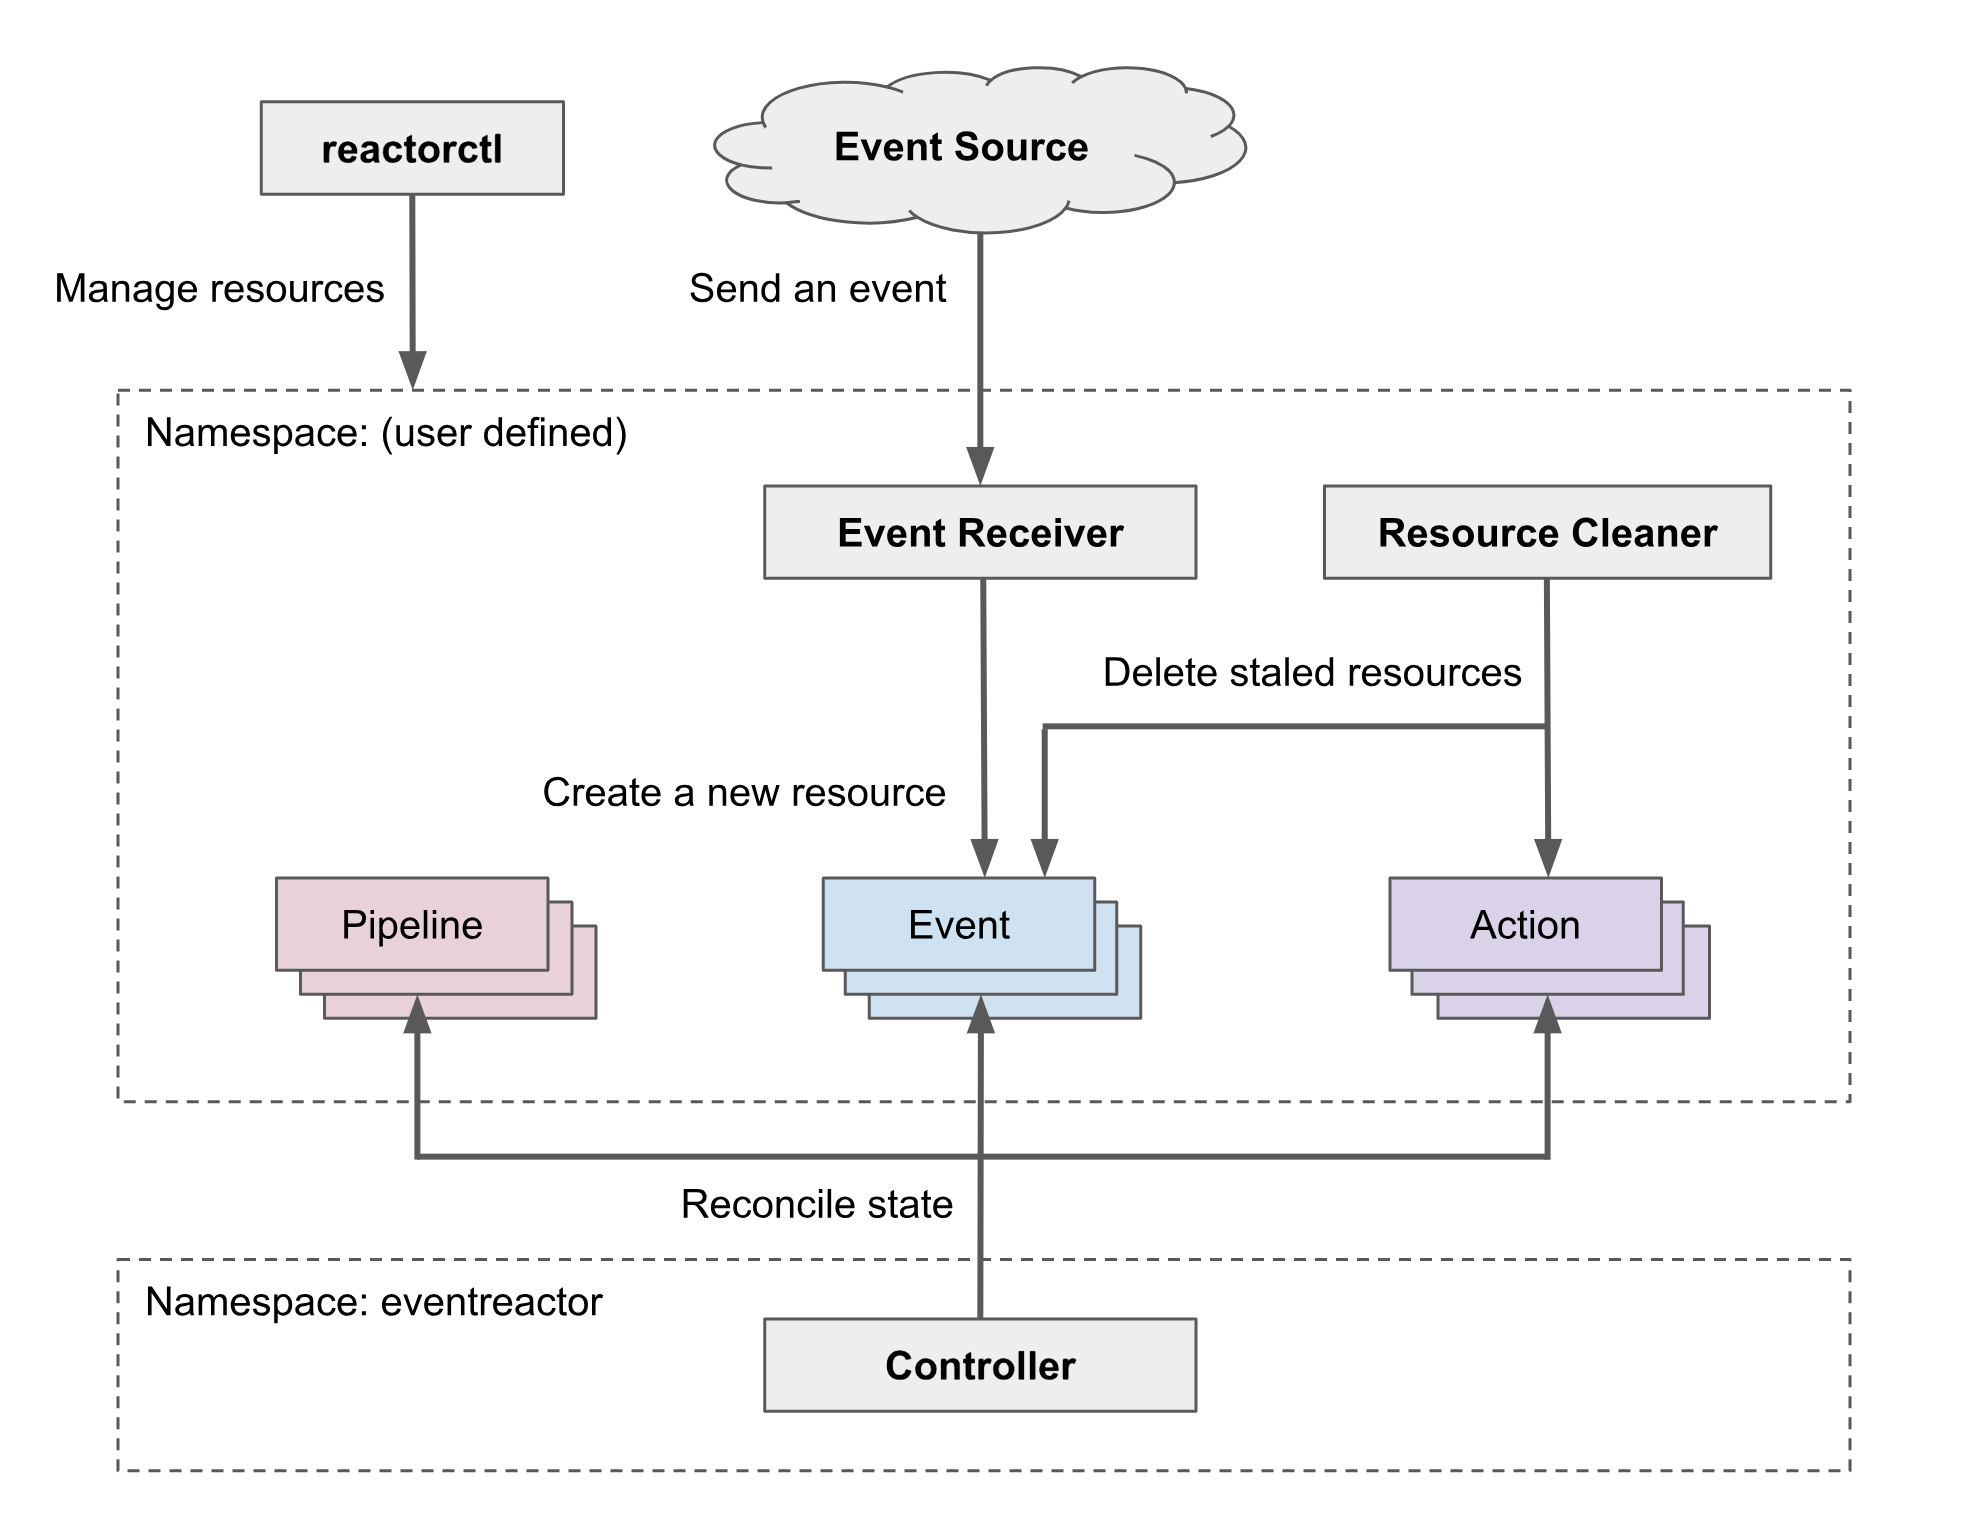 reactorctl
Event Source
Manage resources
Send an event
Namespace: (user defined)
Event Receiver
Resource Cleaner
Delete staled resources
Create a new resource
Pipeline
Event
Action
Reconcile state
Namespace: eventreactor
Controller